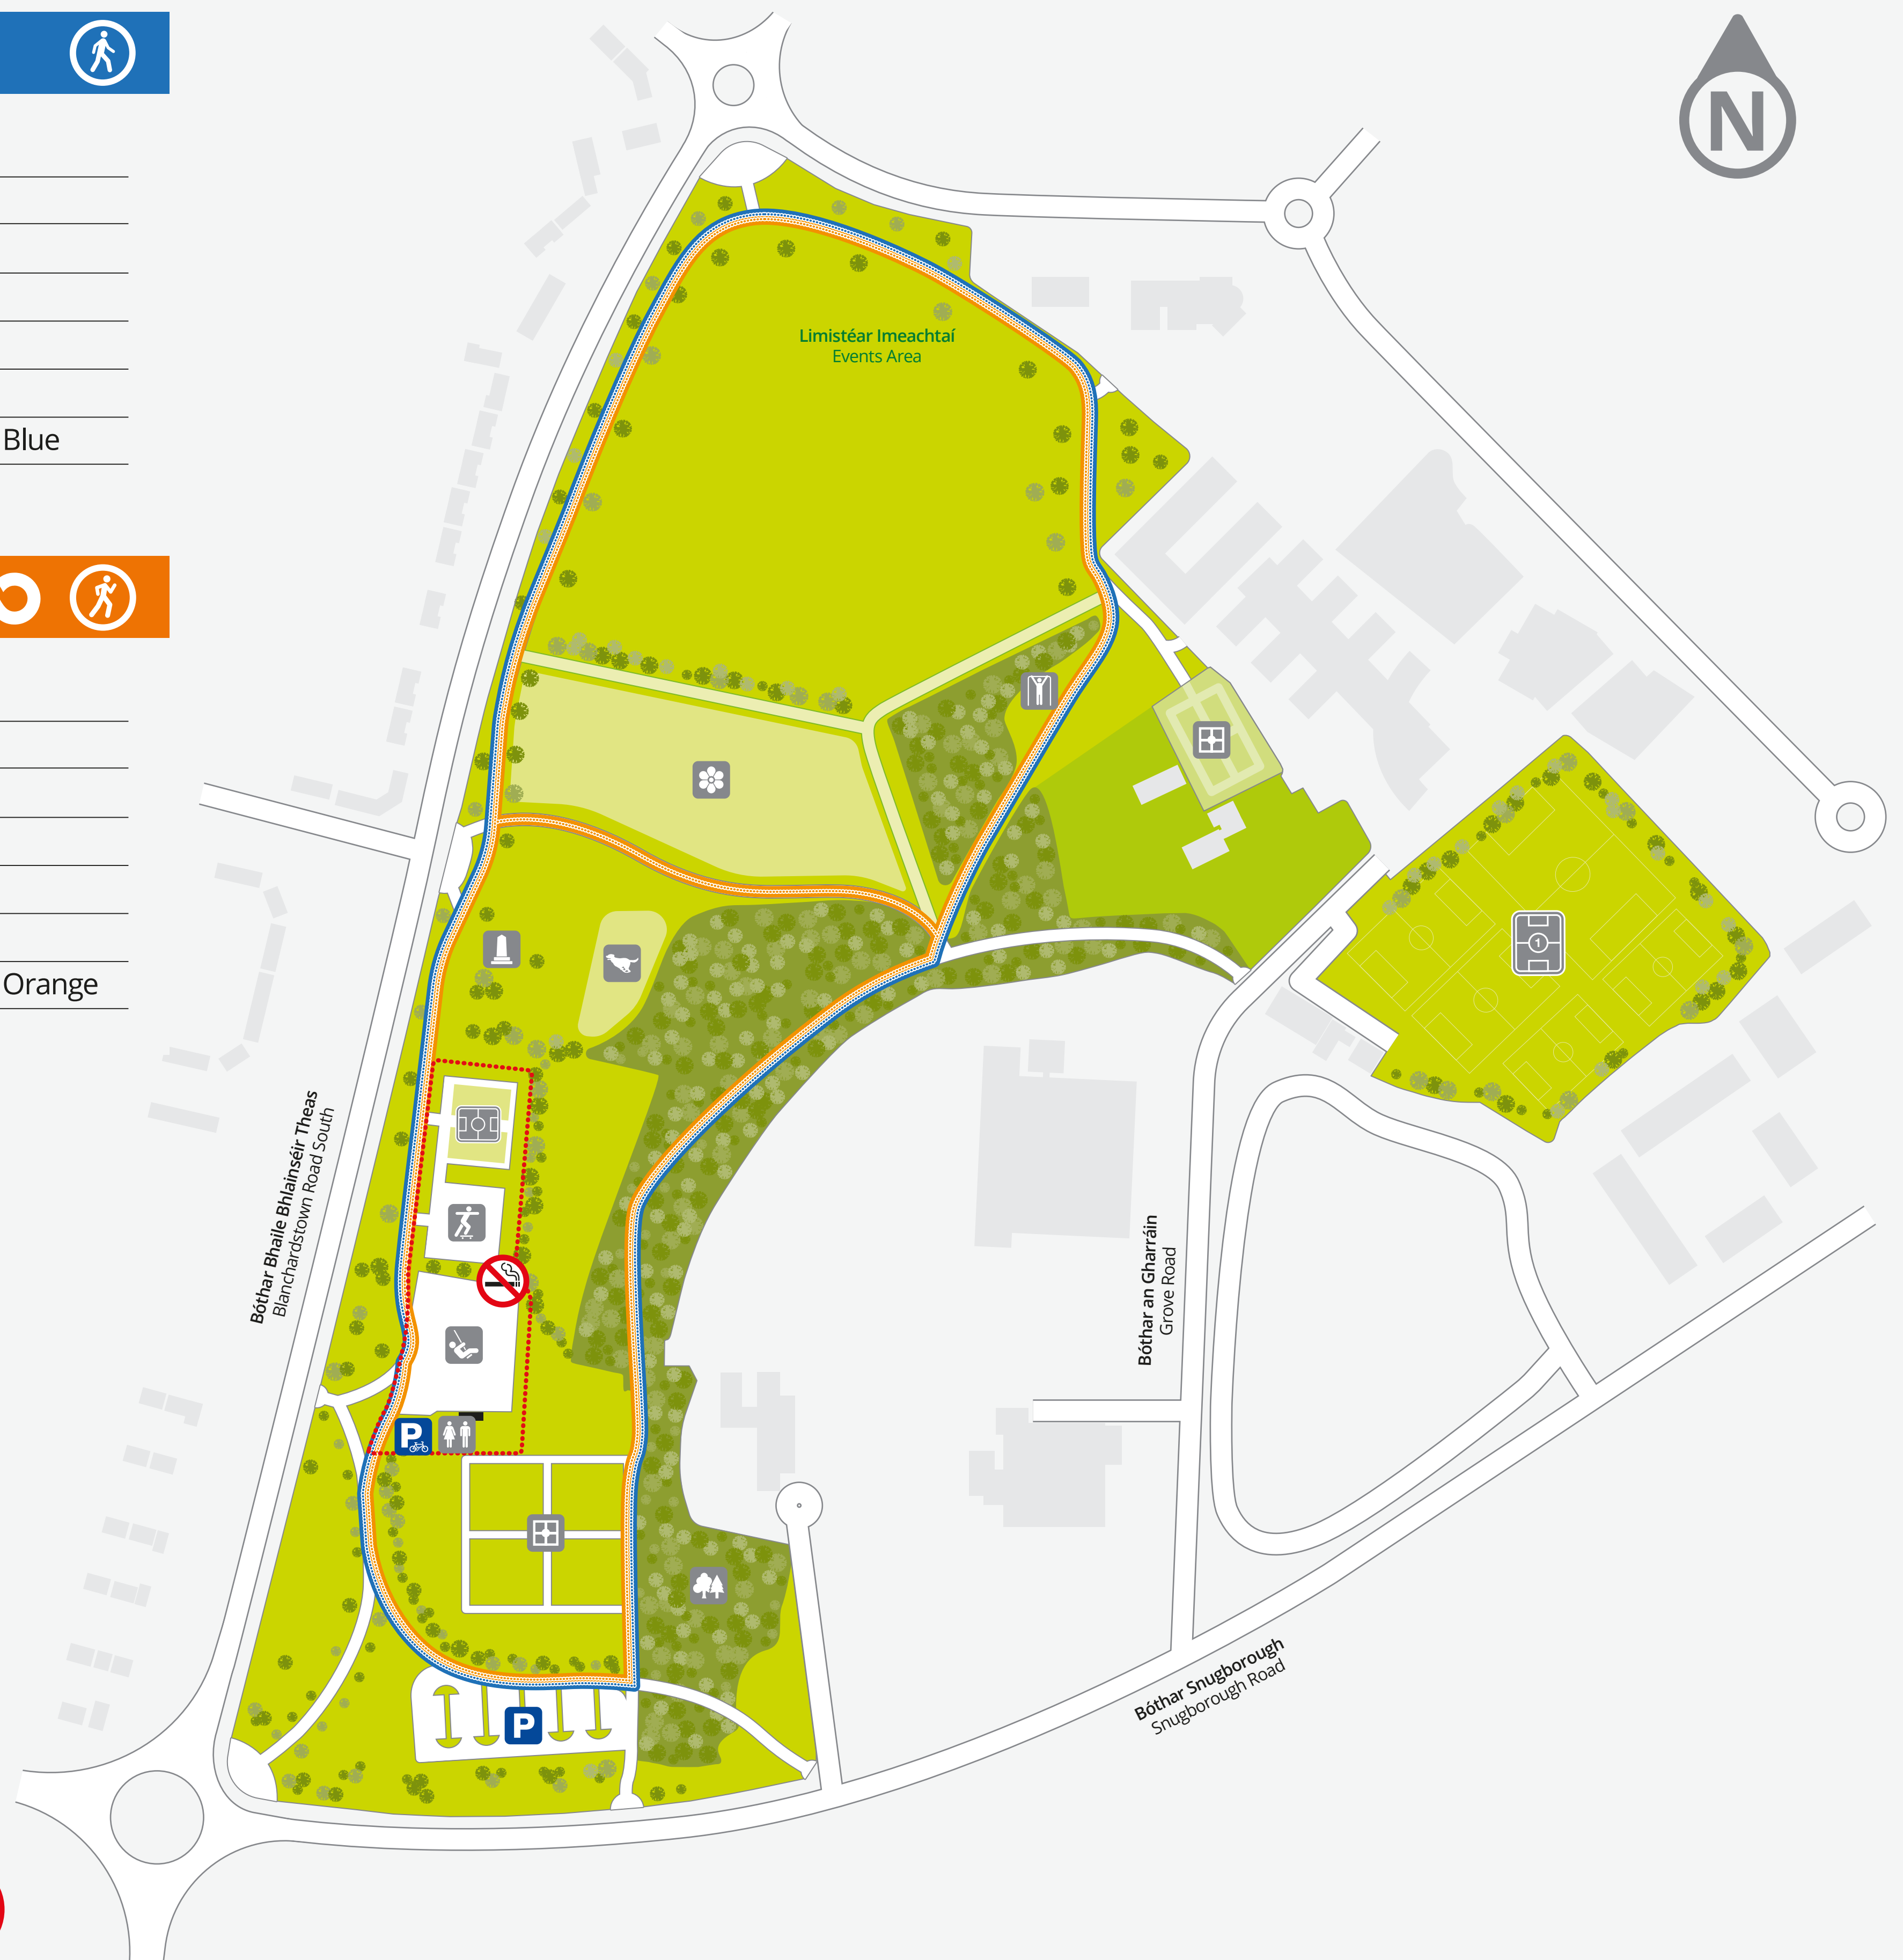 N
Limistéar Imeachtaí
Events Area
Blue
Orange
1
Bóthar Bhaile Bhlainséir Theas
Blanchardstown Road South
Bóthar an Gharráin
Grove Road
P
Bóthar Snugborough
Snugborough Road
P